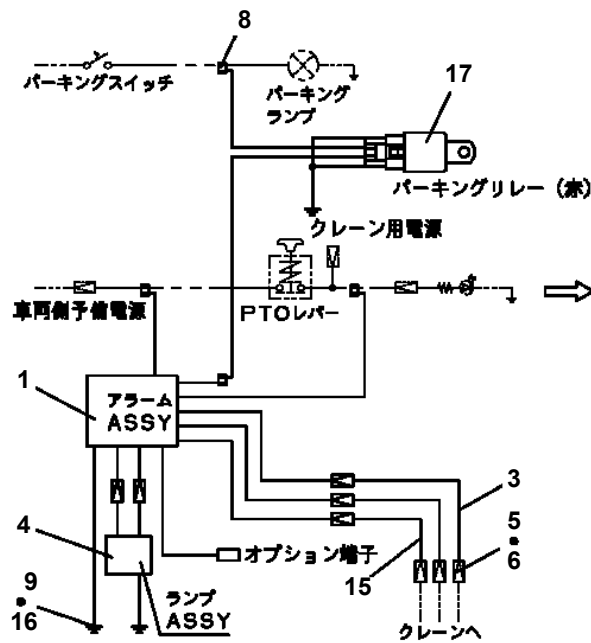 8
パーキングスイッチ
パーキング
ランプ
17
パーキングリレー（赤）
クレーン用電源
車両側予備電源
PTOレバー
1
アラーム
ASSY
3
4
5
6
オプション端子
15
9
16
ランプ
ASSY
クレーンへ